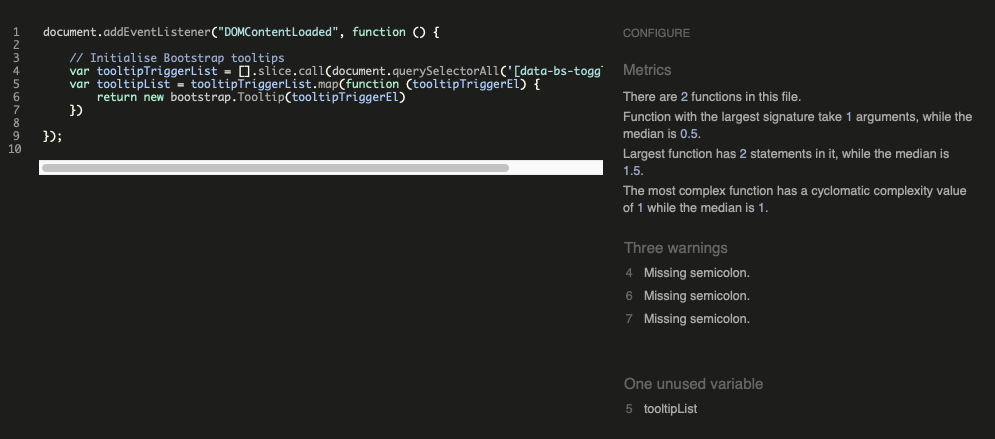 1 document.addEventListener("DOMContentLoaded", function () {
2
3 // Initialise Bootstrap tooltips
4 var tooltipTriggerList = [].slice.call(document.querySelectorAll('[data-bs-toggl
5 var tooltipList = tooltipTriggerList.map(function (tooltipTriggerEl) {
6 return new bootstrap.Tooltip(tooltipTriggerEl)
7 })
8
9 });
10
CONFIGURE
Metrics
There are 2 functions in this file.
Function with the largest signature take 1 arguments, while the
median is 0.5.
Largest function has 2 statements in it, while the median is
1.5.
The most complex function has a cyclomatic complexity value
of 1 while the median is 1.
Three warnings
4 Missing semicolon.
6 Missing semicolon.
7 Missing semicolon.
One unused variable
5 tooltipList